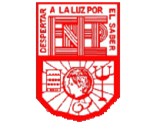 DESPERTAR A LA LUZ POR EL SABER
ENP